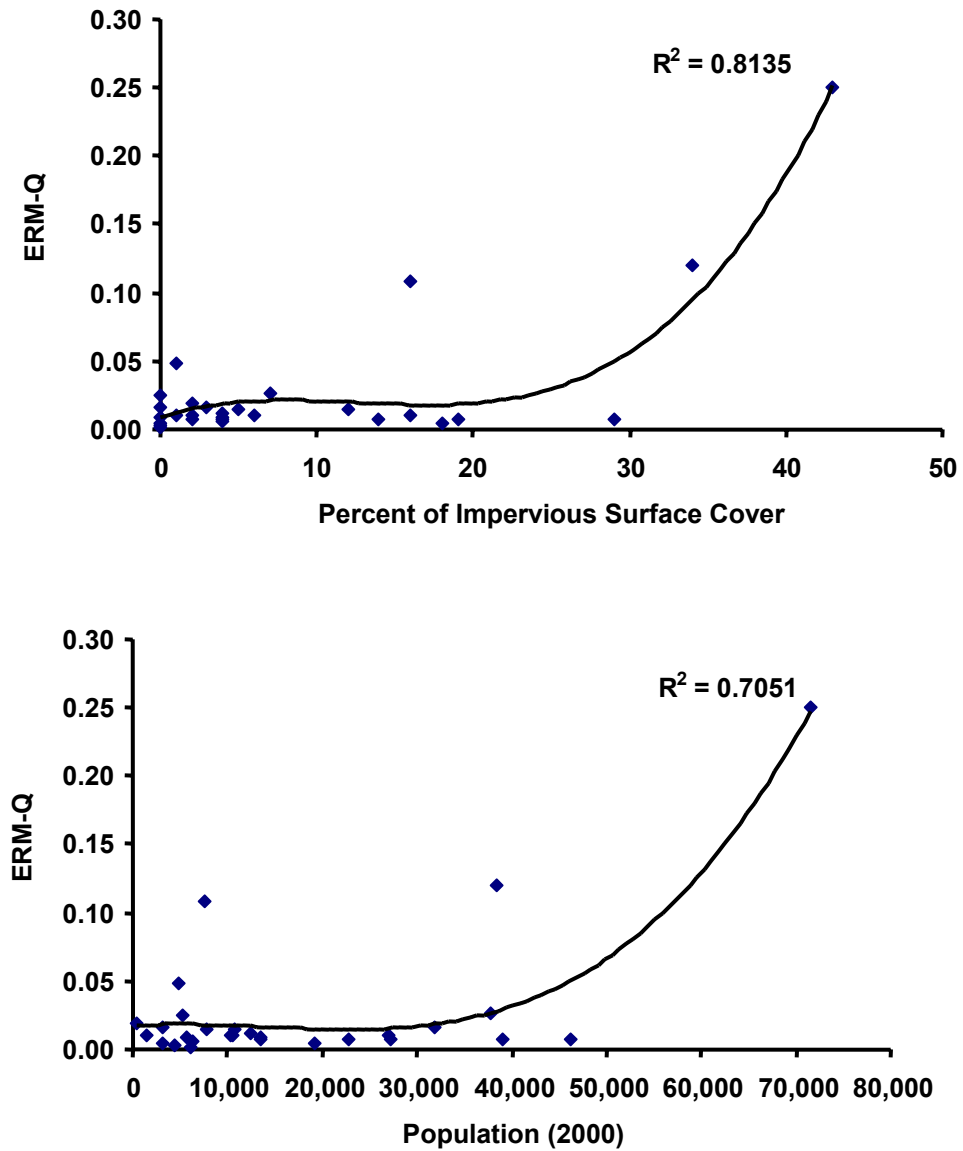 0.30
R² = 0.8135
0.25
0.20
ERM-Q
0.15
0.10
0.05
0.00
0 10 20 30 40 50
Percent of Impervious Surface Cover
0.30
R² = 0.7051
0.25
0.20
ERM-Q
0.15
0.10
0.05
0.00
0 10,000 20,000 30,000 40,000 50,000 60,000 70,000 80,000
Population (2000)